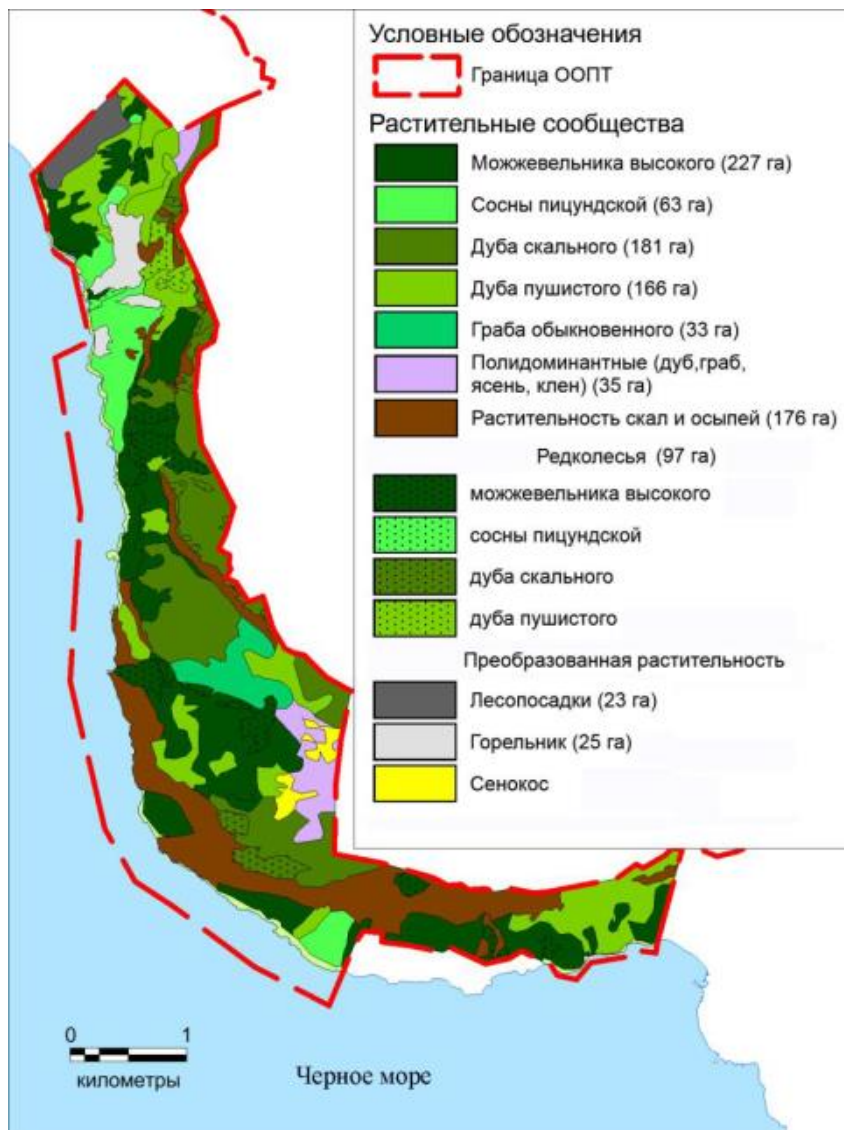 Условные обозначения
Граница ООПТ
Растительные сообщества
Можжевельника высокого (227 га)
Сосны пицундской (63 га)
Дуба скального (181 га)
Дуба пушистого (166 га)
Граба обыкновенного (33 га)
Полидоминантные (дуб,граб,
ясень, клен) (35 га)
Растительность скал и осыпей (176 га)
Редколесья (97 га)
можжевельника высокого
сосны пицундской
дуба скального
дуба пушистого
Преобразованная растительность
Лесопосадки (23 га)
Горельник (25 га)
Сенокос
0 1
километры
Черное море